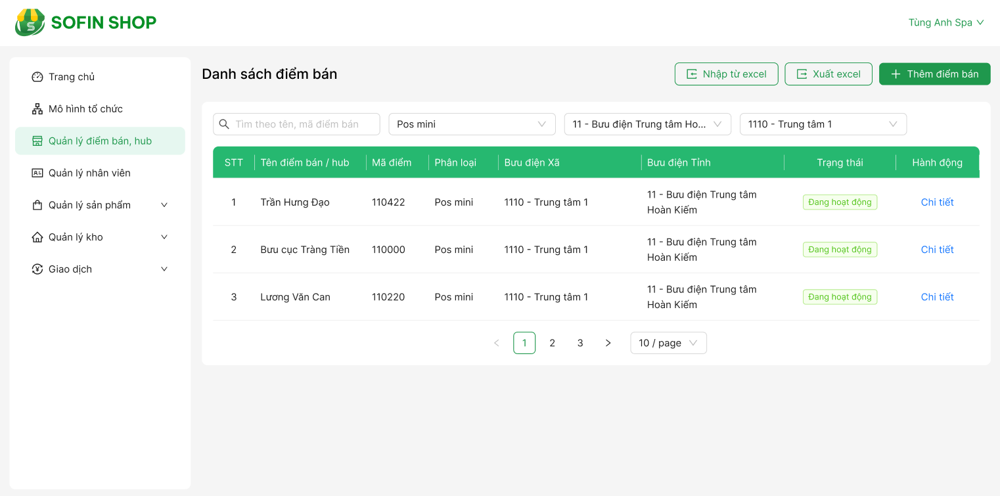 SOFIN SHOP
Tùng Anh Spa
Trang chủ
Mô hình tổ chức
Quản lý điểm bán, hub
Quản lý nhân viên
Quản lý sản phẩm
Quản lý kho
Giao dịch
Danh sách điểm bán
Nhập từ excel
Xuất excel
Thêm điểm bán
Tìm theo tên, mã điểm bán
Pos mini
11 - Bưu điện Trung tâm Ho...
1110 - Trung tâm 1
STT Tên điểm bán / hub Mã điểm Phân loại Bưu điện Xã Bưu điện Tỉnh Trạng thái Hành động
1 Trần Hưng Đạo 110422 Pos mini 1110 - Trung tâm 1 11 - Bưu điện Trung tâm
Hoàn Kiếm
Đang hoạt động Chi tiết
2 Bưu cục Tràng Tiền 110000 Pos mini 1110 - Trung tâm 1 11 - Bưu điện Trung tâm
Hoàn Kiếm
Đang hoạt động Chi tiết
3 Lương Văn Can 110220 Pos mini 1110 - Trung tâm 1 11 - Bưu điện Trung tâm
Hoàn Kiếm
Đang hoạt động Chi tiết
1 2 3 10 / page